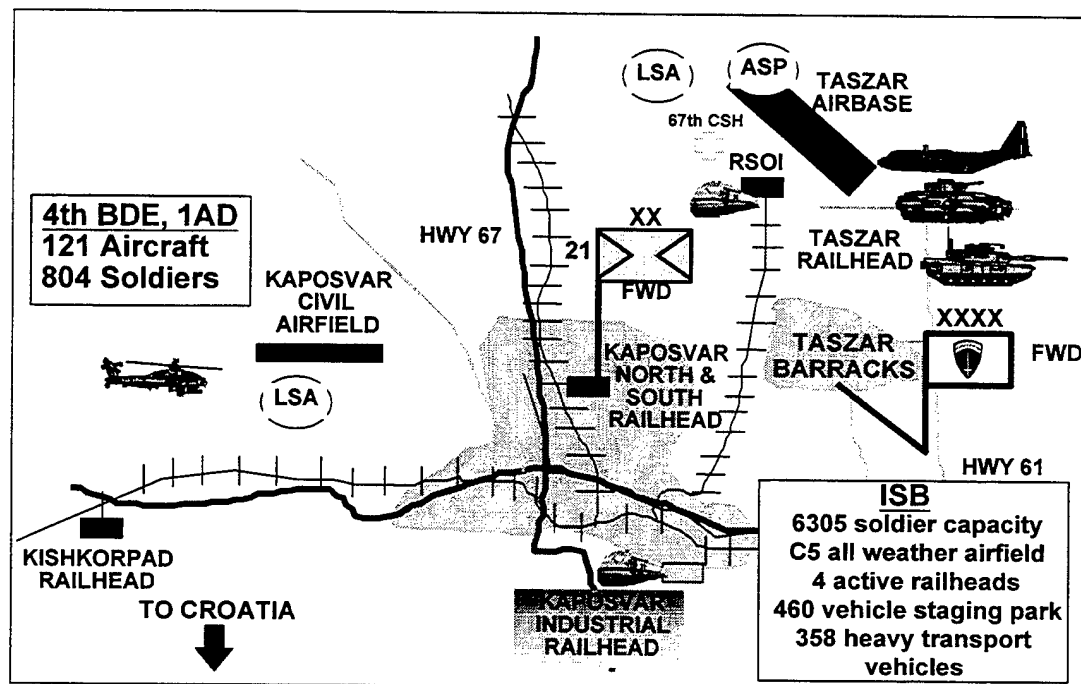 LSA
ASP
TASZAR
AIRBASE
67th CSH
RSOI
4th BDE, 1AD
121 Aircraft
804 Soldiers
HWY 67
XX
21
FWD
TASZAR
RAILHEAD
KAPOSVAR
CIVIL
AIRFIELD
LSA
KAPOSVAR
NORTH &
SOUTH
RAILHEAD
XXXX
TASZAR
BARRACKS
FWD
HWY 61
KISHKORPAD
RAILHEAD
TO CROATIA
KAPOSVAR
INDUSTRIAL
RAILHEAD
ISB
6305 soldier capacity
C5 all weather airfield
4 active railheads
460 vehicle staging park
358 heavy transport
vehicles